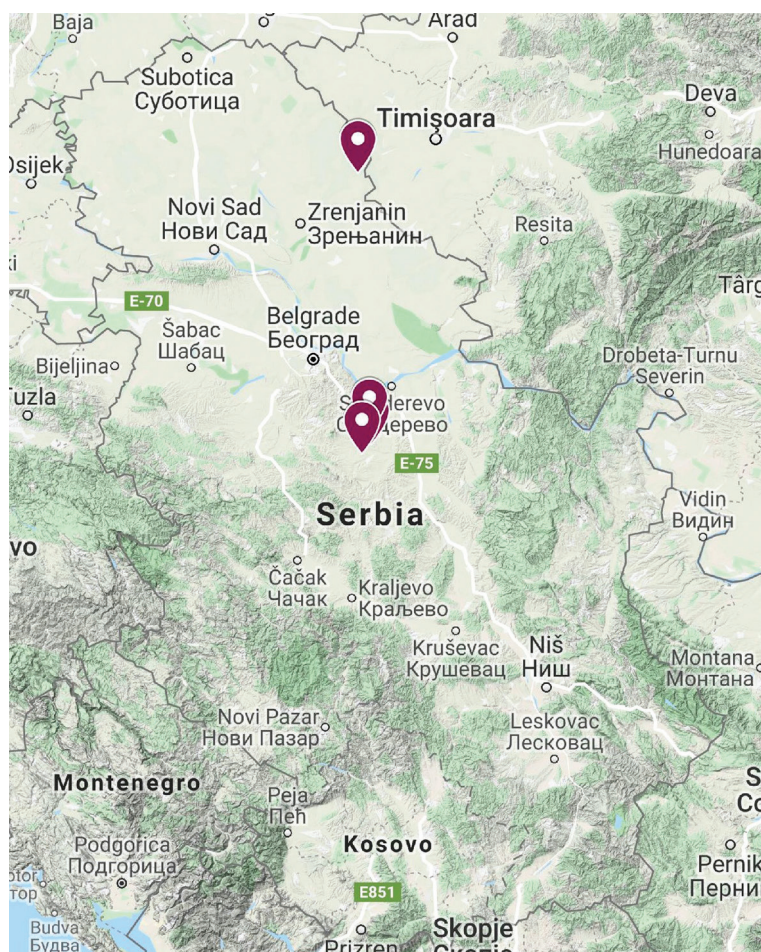 Baja
Arad
Subotica
Суботица
Timișoara
Deva
Hunedoara
Osijek
Novi Sad
Нови Сад
Zrenjanin
Зрењанин
Resita
E-70
Târg
Šabac
Шабац
Belgrade
Београд
Bijeljina
Drobeta-Turnu
Severin
Tuzla
E-75
Serbia
Vidin
Видин
vo
Čačak
Чачак
Kraljevo
Краљево
Kruševac
Крушевац
Niš
Ниш
Montana
Монтана
Novi Pazar
Нови Пазар
Leskovac
Лесковац
Montenegro
Peja
Пећ
Kosovo
Podgorica
Подгорица
Pernik
E851
Budva
Будва
Skopje
Prizren